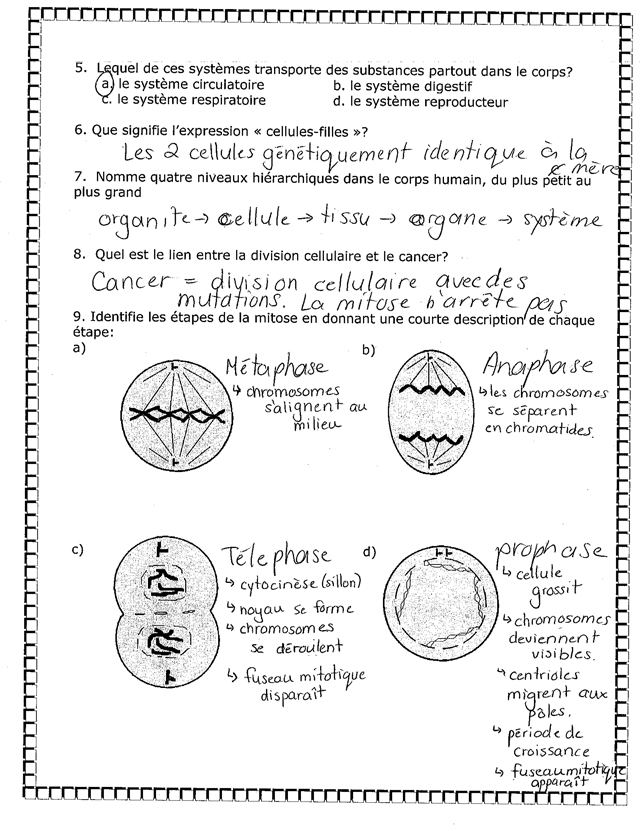 5. Lequel de ces systèmes transporte des substances partout dans le corps?
a. le système circulatoire b. le système digestif
c. le système respiratoire d. le système reproducteur
6. Que signifie l'expression « cellules-filles »?
Les 2 cellules génétiquement identique à la
mère
7. Nomme quatre niveaux hiérarchiques dans le corps humain, du plus petit au
plus grand
organite → cellule → tissu → organe → système
8. Quel est le lien entre la division cellulaire et le cancer?
Cancer = division cellulaire avec des
mutations. La mitose n'arrête pas
9. Identifie les étapes de la mitose en donnant une courte description de chaque
étape:
a)
Métaphase
↳ chromosomes
s'alignent au
milieu
b)
Anaphase
↳ les chromosomes
se séparent
en chromatides.
c)
Télephase
↳ cytocinèse (sillon)
↳ noyau se forme
↳ chromosomes
se déroulent
↳ fuseau mitotique
disparaît
d)
prophase
↳ cellule
grossit
↳ chromosomes
deviennent
visibles.
↳ centrioles
migrent aux
pôles.
↳ période de
croissance
↳ fuseau mitotique
apparaît